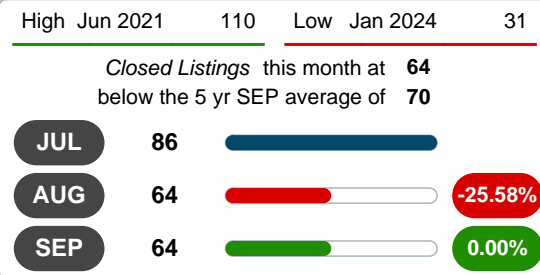 High Jun 2021 110 Low Jan 2024 31
Closed Listings this month at 64
below the 5 yr SEP average of 70
JUL 86
AUG 64 -25.58%
SEP 64 0.00%